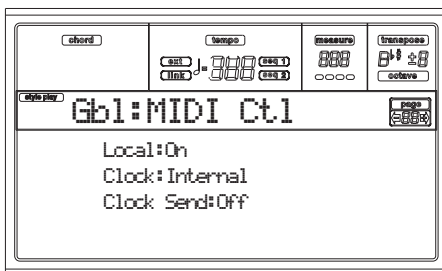 chord
tempo
measure
transpose
ext
seq 1
link
seq 2
octave
style play
Gbl:MIDI Ctl
page
Local:On
Clock:Internal
Clock Send:Off